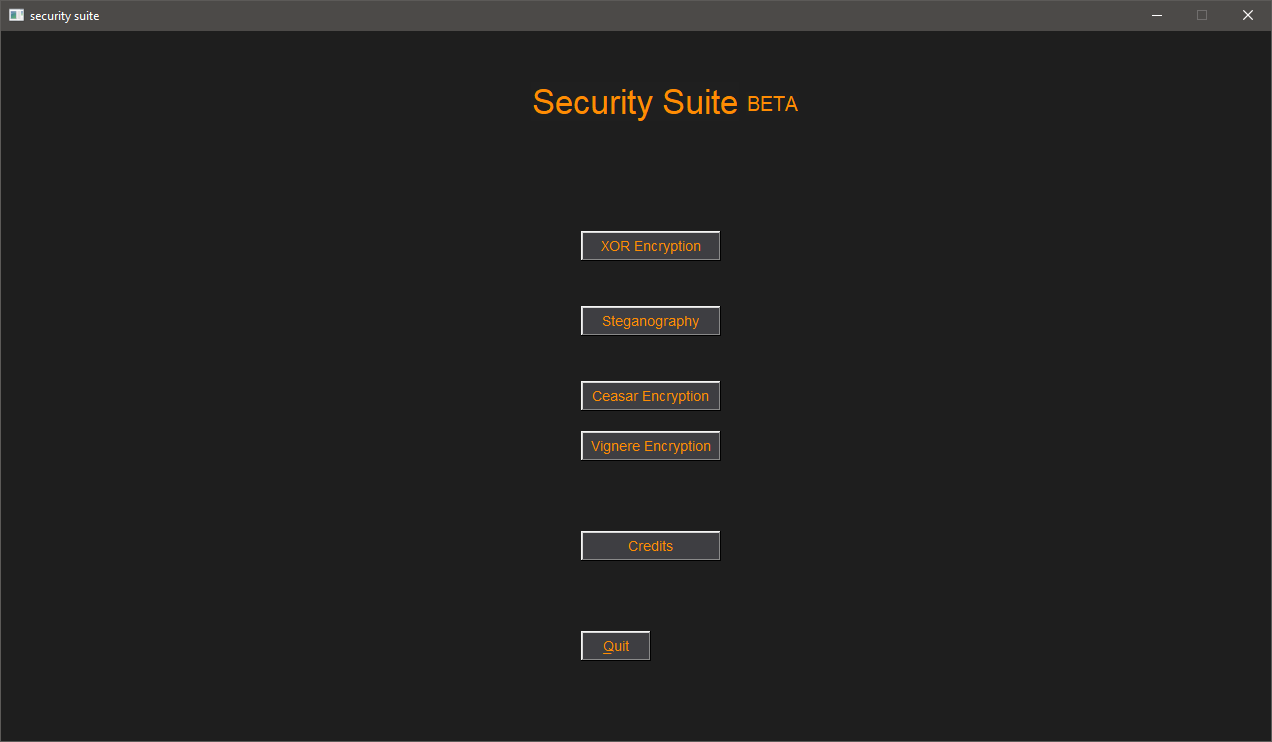 security suite
Security Suite BETA
XOR Encryption
Steganography
Ceasar Encryption
Vignere Encryption
Credits
Quit